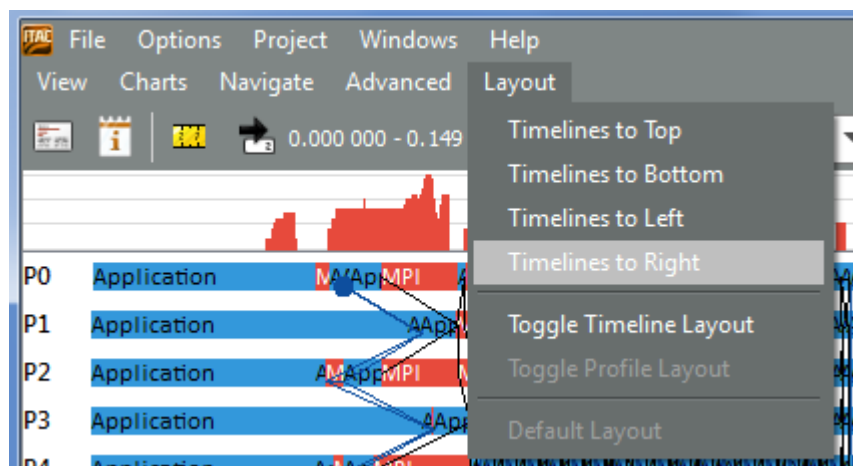 ITAC File Options Project Windows Help
View Charts Navigate Advanced Layout
0.000 000 - 0.149
Timelines to Top
Timelines to Bottom
Timelines to Left
Timelines to Right
Toggle Timeline Layout
Toggle Profile Layout
Default Layout
P0 Application MPI
P1 Application
P2 Application MPI
P3 Application
P4 Application